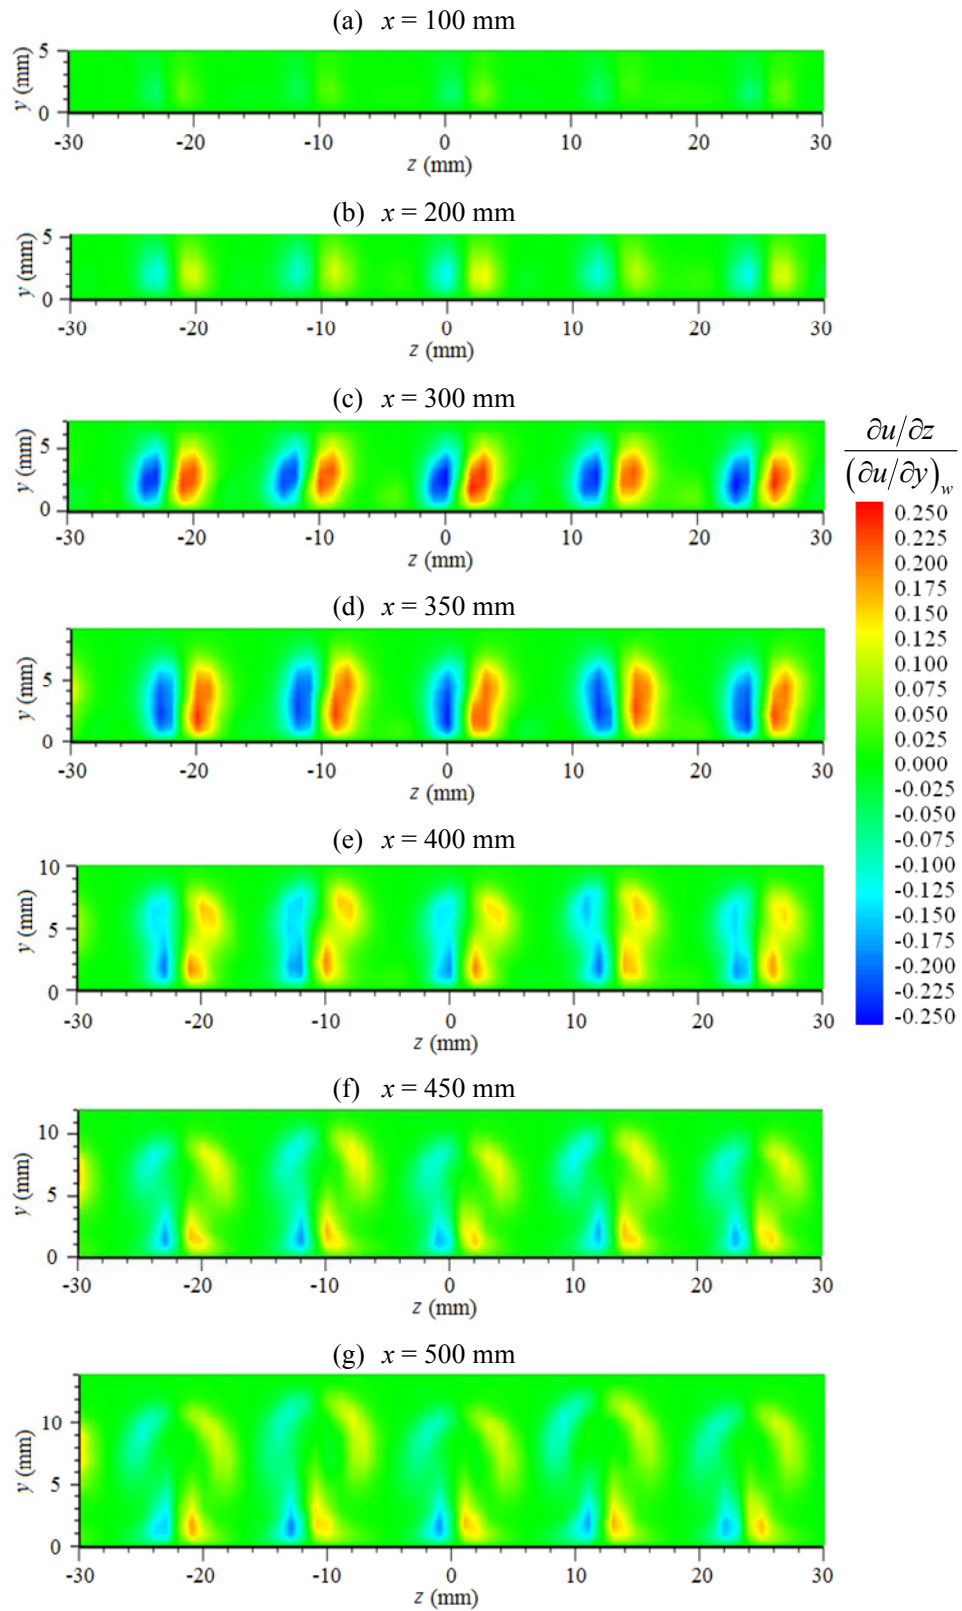 (a) x = 100 mm
y (mm)
5
0
-30 -20 -10 0 10 20 30
z (mm)
(b) x = 200 mm
y (mm)
5
0
-30 -20 -10 0 10 20 30
z (mm)
(c) x = 300 mm
y (mm)
5
0
-30 -20 -10 0 10 20 30
z (mm)
(d) x = 350 mm
y (mm)
5
0
-30 -20 -10 0 10 20 30
z (mm)
(e) x = 400 mm
y (mm)
10
5
0
-30 -20 -10 0 10 20 30
z (mm)
(f) x = 450 mm
y (mm)
10
5
0
-30 -20 -10 0 10 20 30
z (mm)
(g) x = 500 mm
y (mm)
10
5
0
-30 -20 -10 0 10 20 30
z (mm)
∂u/∂z
(∂u/∂y)w
0.250
0.225
0.200
0.175
0.150
0.125
0.100
0.075
0.050
0.025
0.000
-0.025
-0.050
-0.075
-0.100
-0.125
-0.150
-0.175
-0.200
-0.225
-0.250